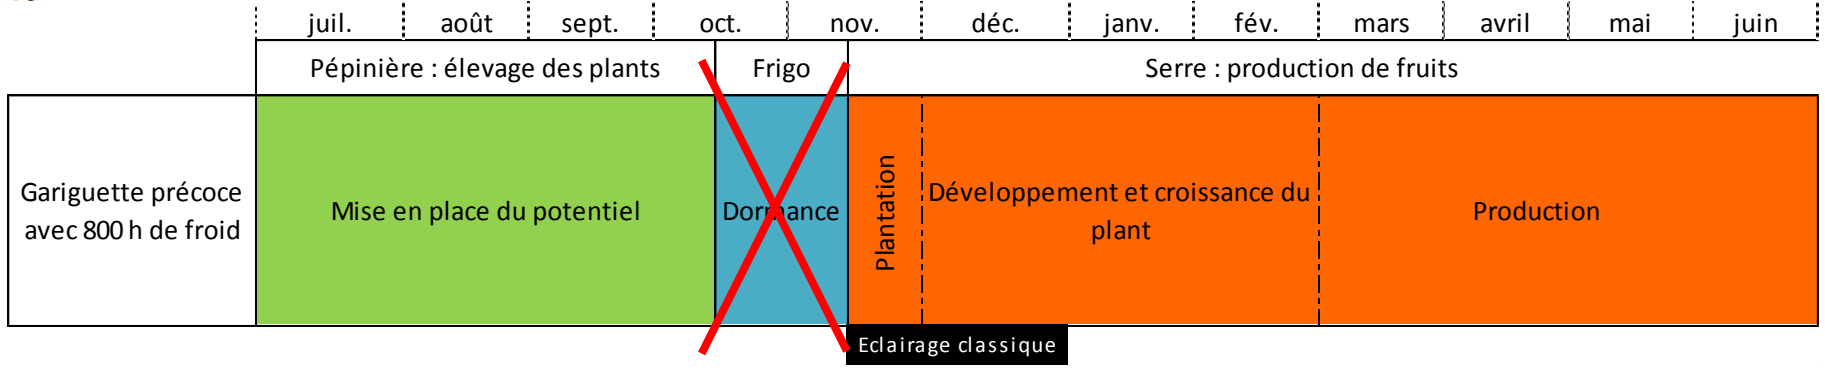 juil. août sept. oct. nov. déc. janv. fév. mars avril mai juin
Pépinière : élevage des plants Frigo Serre : production de fruits
Gariguette précoce
avec 800 h de froid
Mise en place du potentiel
Dormance
Plantation
Développement et croissance du
plant
Production
Eclairage classique